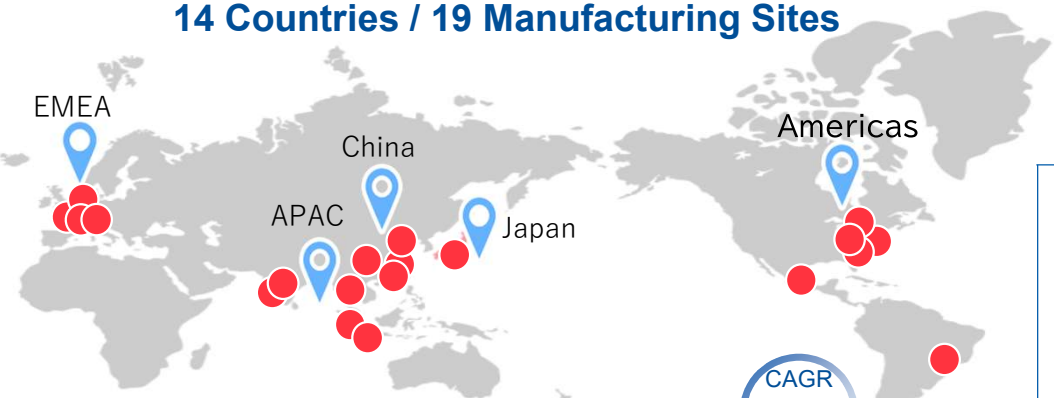 14 Countries / 19 Manufacturing Sites
EMEA
China
Americas
APAC
Japan
CAGR